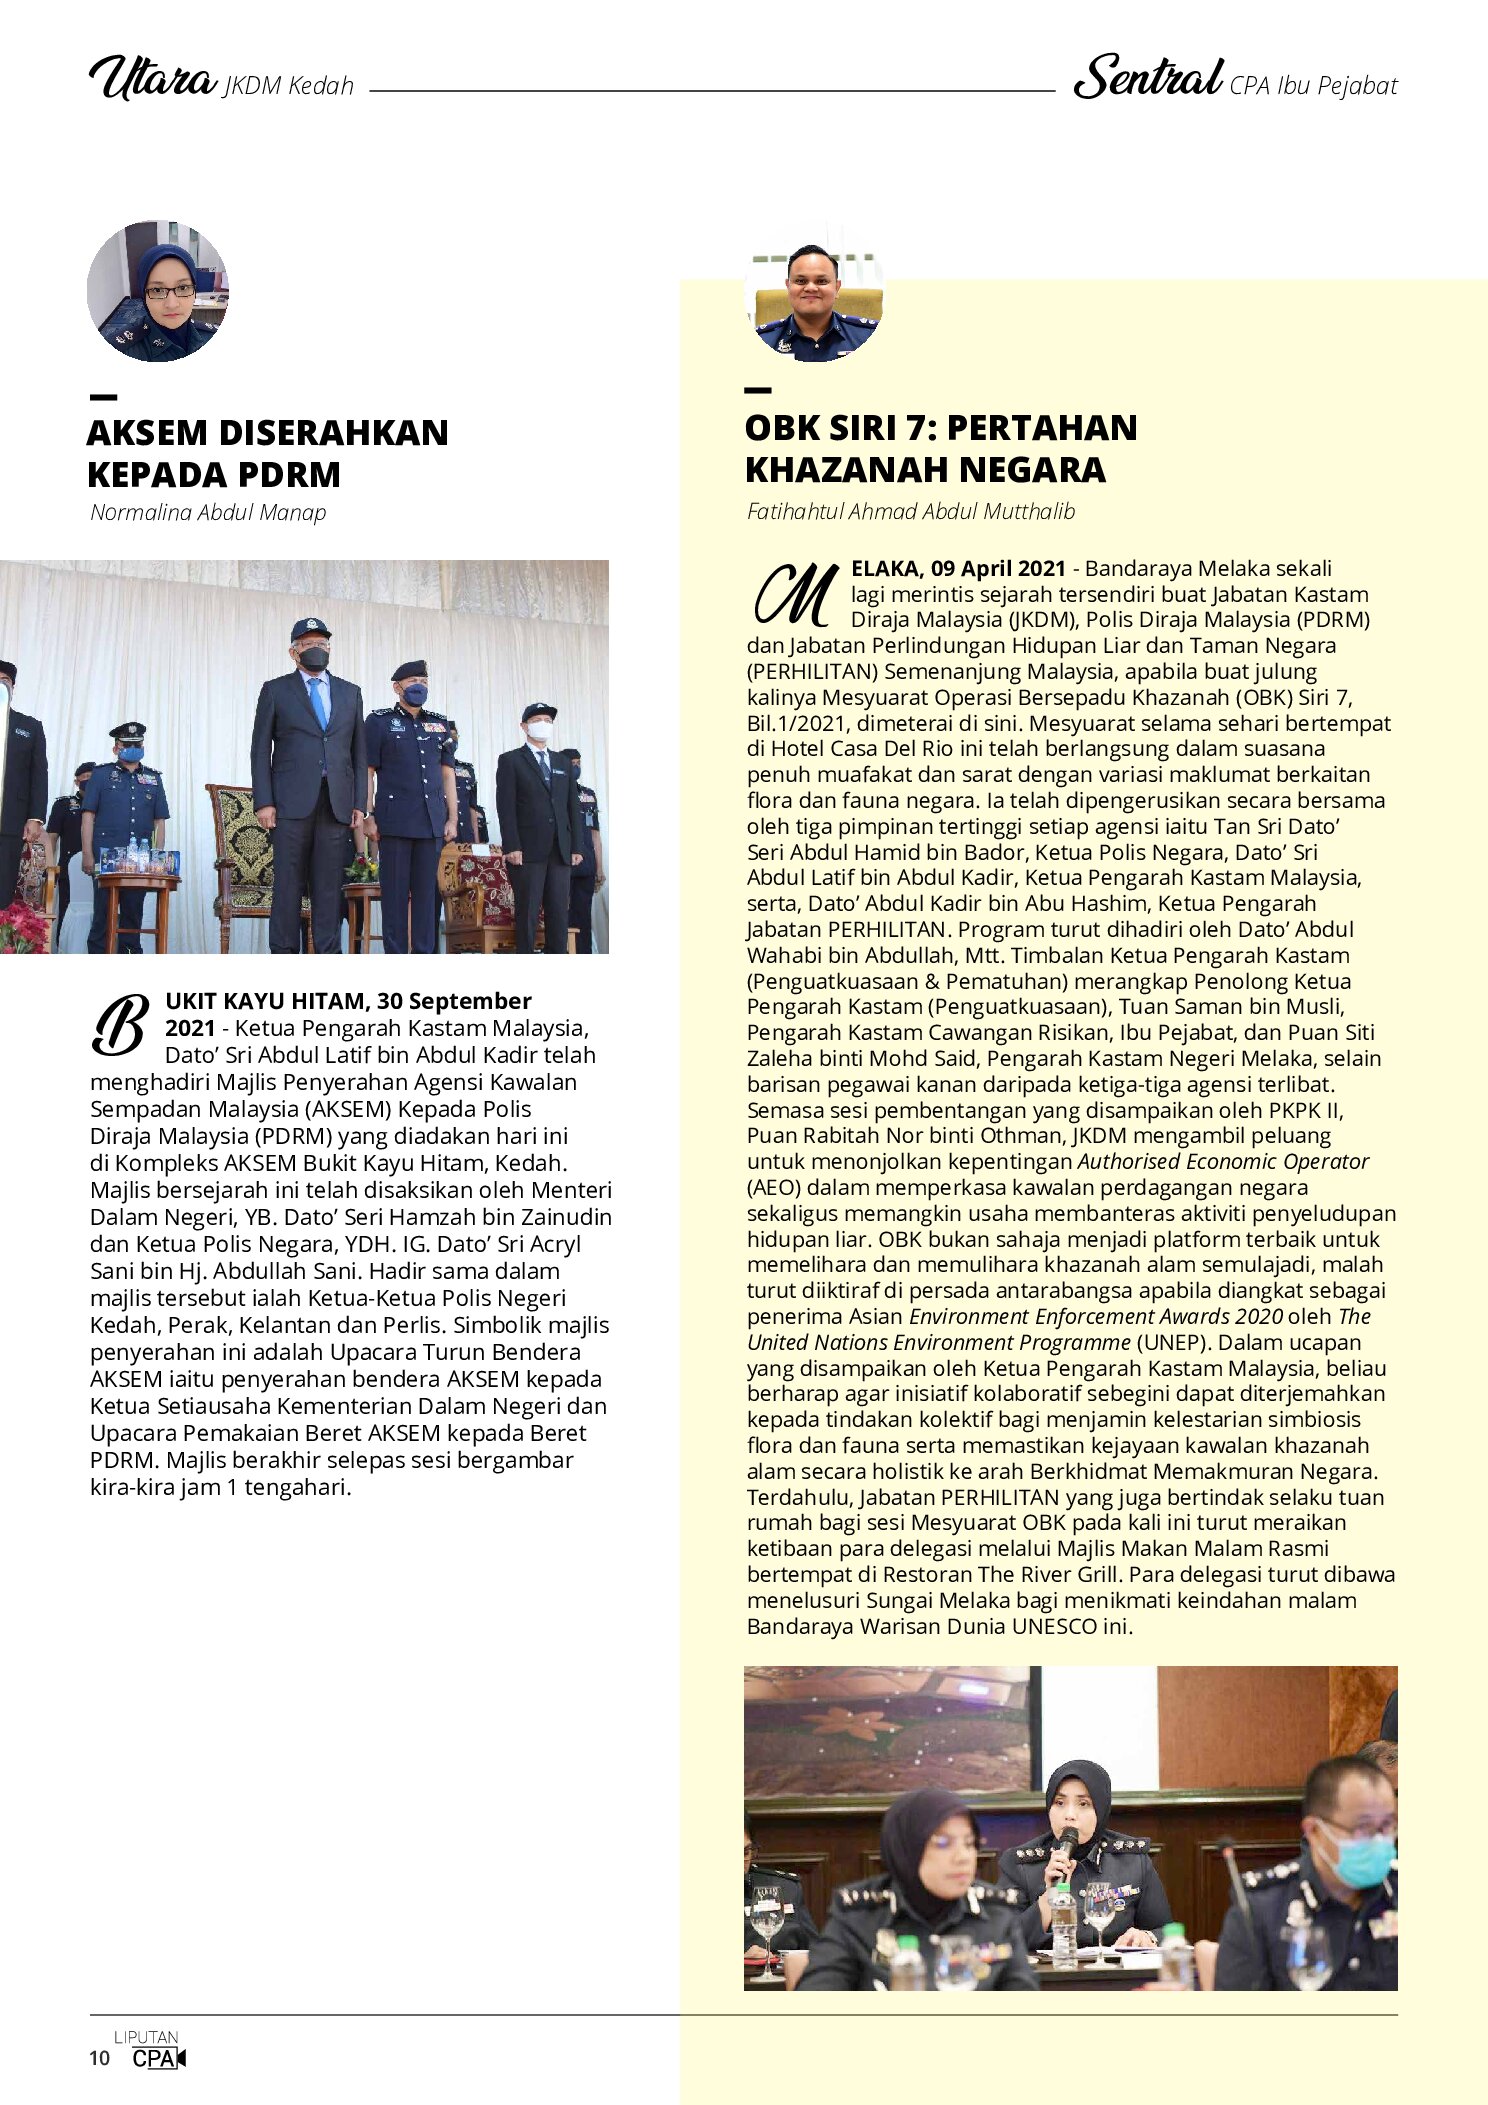 Utara JKDM Kedah
Sentral CPA Ibu Pejabat
AKSEM DISERAHKAN
KEPADA PDRM
Normalina Abdul Manap
BUKIT KAYU HITAM, 30 September
2021 - Ketua Pengarah Kastam Malaysia,
Dato’ Sri Abdul Latif bin Abdul Kadir telah
menghadiri Majlis Penyerahan Agensi Kawalan
Sempadan Malaysia (AKSEM) Kepada Polis
Diraja Malaysia (PDRM) yang diadakan hari ini
di Kompleks AKSEM Bukit Kayu Hitam, Kedah.
Majlis bersejarah ini telah disaksikan oleh Menteri
Dalam Negeri, YB. Dato’ Seri Hamzah bin Zainudin
dan Ketua Polis Negara, YDH. IG. Dato’ Sri Acryl
Sani bin Hj. Abdullah Sani. Hadir sama dalam
majlis tersebut ialah Ketua-Ketua Polis Negeri
Kedah, Perak, Kelantan dan Perlis. Simbolik majlis
penyerahan ini adalah Upacara Turun Bendera
AKSEM iaitu penyerahan bendera AKSEM kepada
Ketua Setiausaha Kementerian Dalam Negeri dan
Upacara Pemakaian Beret AKSEM kepada Beret
PDRM. Majlis berakhir selepas sesi bergambar
kira-kira jam 1 tengahari.
OBK SIRI 7: PERTAHAN
KHAZANAH NEGARA
Fatihahtul Ahmad Abdul Mutthalib
MELAKA, 09 April 2021 - Bandaraya Melaka sekali
lagi merintis sejarah tersendiri buat Jabatan Kastam
Diraja Malaysia (JKDM), Polis Diraja Malaysia (PDRM)
dan Jabatan Perlindungan Hidupan Liar dan Taman Negara
(PERHILITAN) Semenanjung Malaysia, apabila buat julung
kalinya Mesyuarat Operasi Bersepadu Khazanah (OBK) Siri 7,
Bil.1/2021, dimeterai di sini. Mesyuarat selama sehari bertempat
di Hotel Casa Del Rio ini telah berlangsung dalam suasana
penuh muafakat dan sarat dengan variasi maklumat berkaitan
flora dan fauna negara. Ia telah dipengerusikan secara bersama
oleh tiga pimpinan tertinggi setiap agensi iaitu Tan Sri Dato’
Seri Abdul Hamid bin Bador, Ketua Polis Negara, Dato’ Sri
Abdul Latif bin Abdul Kadir, Ketua Pengarah Kastam Malaysia,
serta, Dato’ Abdul Kadir bin Abu Hashim, Ketua Pengarah
Jabatan PERHILITAN. Program turut dihadiri oleh Dato’ Abdul
Wahabi bin Abdullah, Mtt. Timbalan Ketua Pengarah Kastam
(Penguatkuasaan & Pematuhan) merangkap Penolong Ketua
Pengarah Kastam (Penguatkuasaan), Tuan Saman bin Musli,
Pengarah Kastam Cawangan Risikan, Ibu Pejabat, dan Puan Siti
Zaleha binti Mohd Said, Pengarah Kastam Negeri Melaka, selain
barisan pegawai kanan daripada ketiga-tiga agensi terlibat.
Semasa sesi pembentangan yang disampaikan oleh PKPK II,
Puan Rabitah Nor binti Othman, JKDM mengambil peluang
untuk menonjolkan kepentingan Authorised Economic Operator
(AEO) dalam memperkasa kawalan perdagangan negara
sekaligus memangkin usaha membanteras aktiviti penyeludupan
hidupan liar. OBK bukan sahaja menjadi platform terbaik untuk
memelihara dan memulihara khazanah alam semulajadi, malah
turut diiktiraf di persada antarabangsa apabila diangkat sebagai
penerima Asian Environment Enforcement Awards 2020 oleh The
United Nations Environment Programme (UNEP). Dalam ucapan
yang disampaikan oleh Ketua Pengarah Kastam Malaysia, beliau
berharap agar inisiatif kolaboratif sebegini dapat diterjemahkan
kepada tindakan kolektif bagi menjamin kelestarian simbiosis
flora dan fauna serta memastikan kejayaan kawalan khazanah
alam secara holistik ke arah Berkhidmat Memakmuran Negara.
Terdahulu, Jabatan PERHILITAN yang juga bertindak selaku tuan
rumah bagi sesi Mesyuarat OBK pada kali ini turut meraikan
ketibaan para delegasi melalui Majlis Makan Malam Rasmi
bertempat di Restoran The River Grill. Para delegasi turut dibawa
menelusuri Sungai Melaka bagi menikmati keindahan malam
Bandaraya Warisan Dunia UNESCO ini.
10 LIPUTAN
CPA